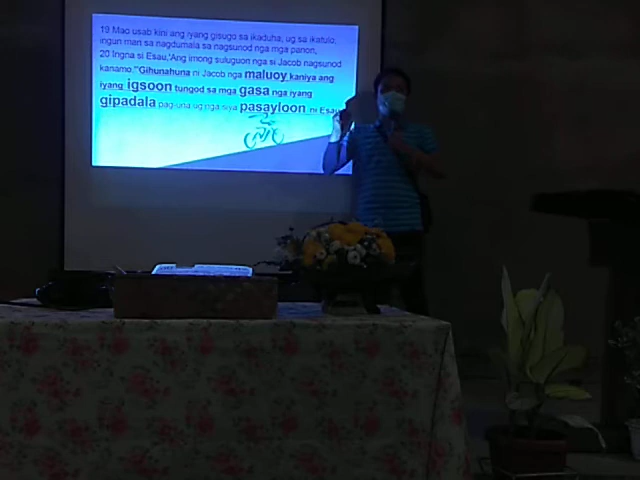 19 Mao usab kini ang iyang gisugo sa ikaduha, ug sa ikatulo,
ingun man sa nagdumala sa nagsunod nga mga panon,
20 Ingna si Esau,'Ang imong suluguon nga si Jacob nagsunod
kanamo.'"Gihunahuna ni Jacob nga maluoy kaniya ang
iyang igsoon tungod sa mga gasa nga iyang
gipadala pag-una ug nga siya pasayloon ni Esau